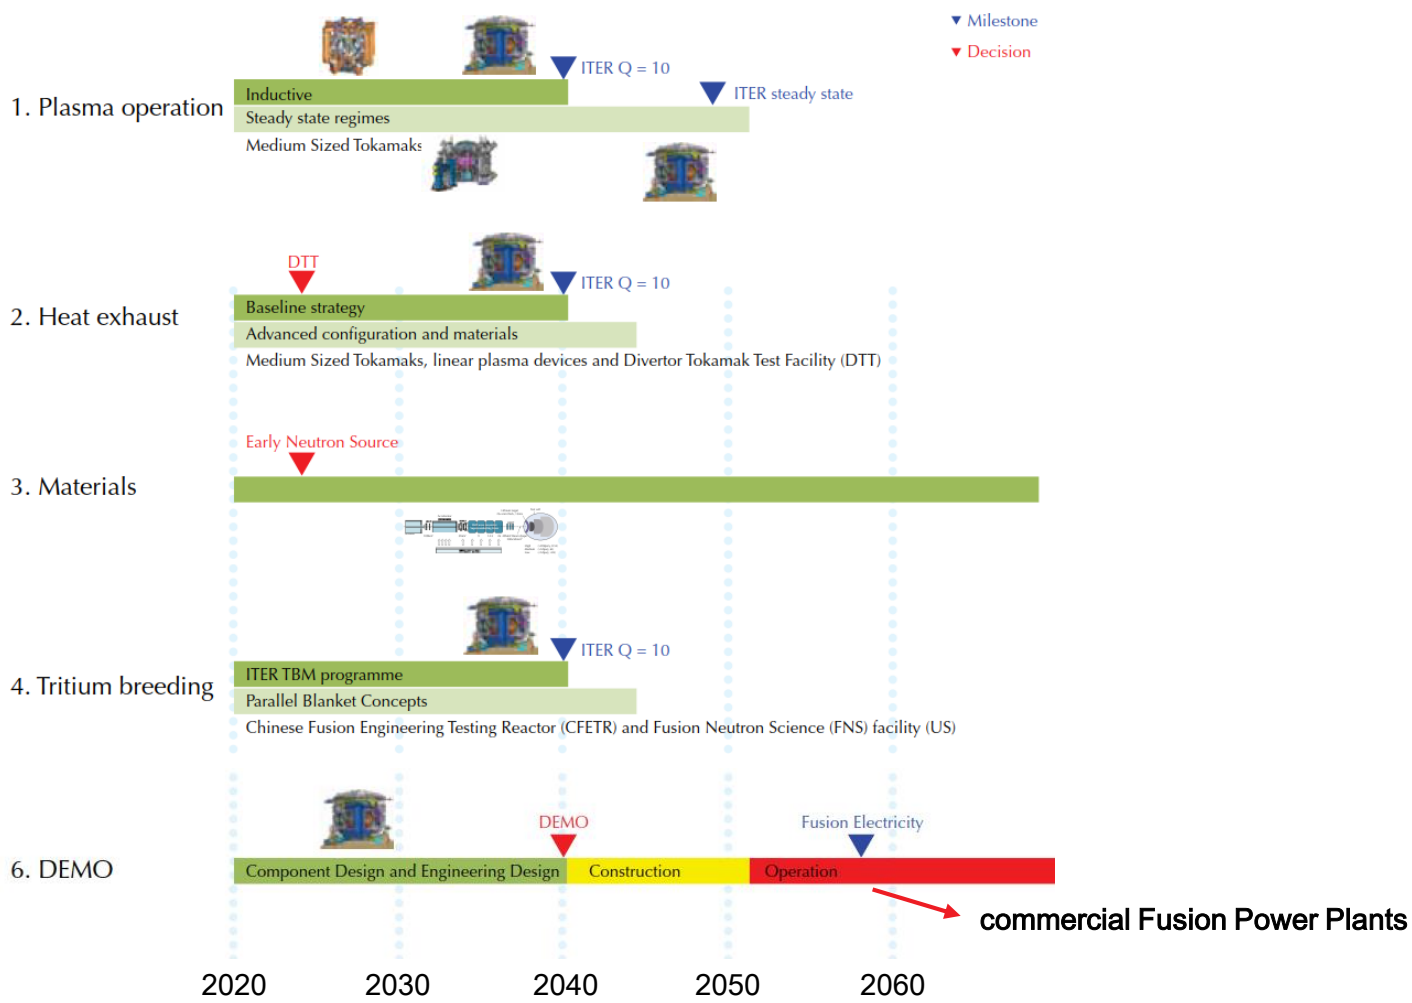 Milestone
Decision
ITER Q = 10
ITER steady state
1. Plasma operation
Inductive
Steady state regimes
Medium Sized Tokamaks
DTT
ITER Q = 10
2. Heat exhaust
Baseline strategy
Advanced configuration and materials
Medium Sized Tokamaks, linear plasma devices and Divertor Tokamak Test Facility (DTT)
Early Neutron Source
3. Materials
ITER Q = 10
4. Tritium breeding
ITER TBM programme
Parallel Blanket Concepts
Chinese Fusion Engineering Testing Reactor (CFETR) and Fusion Neutron Science (FNS) facility (US)
DEMO
Fusion Electricity
6. DEMO
Component Design and Engineering Design
Construction
Operation
commercial Fusion Power Plants
2020 2030 2040 2050 2060